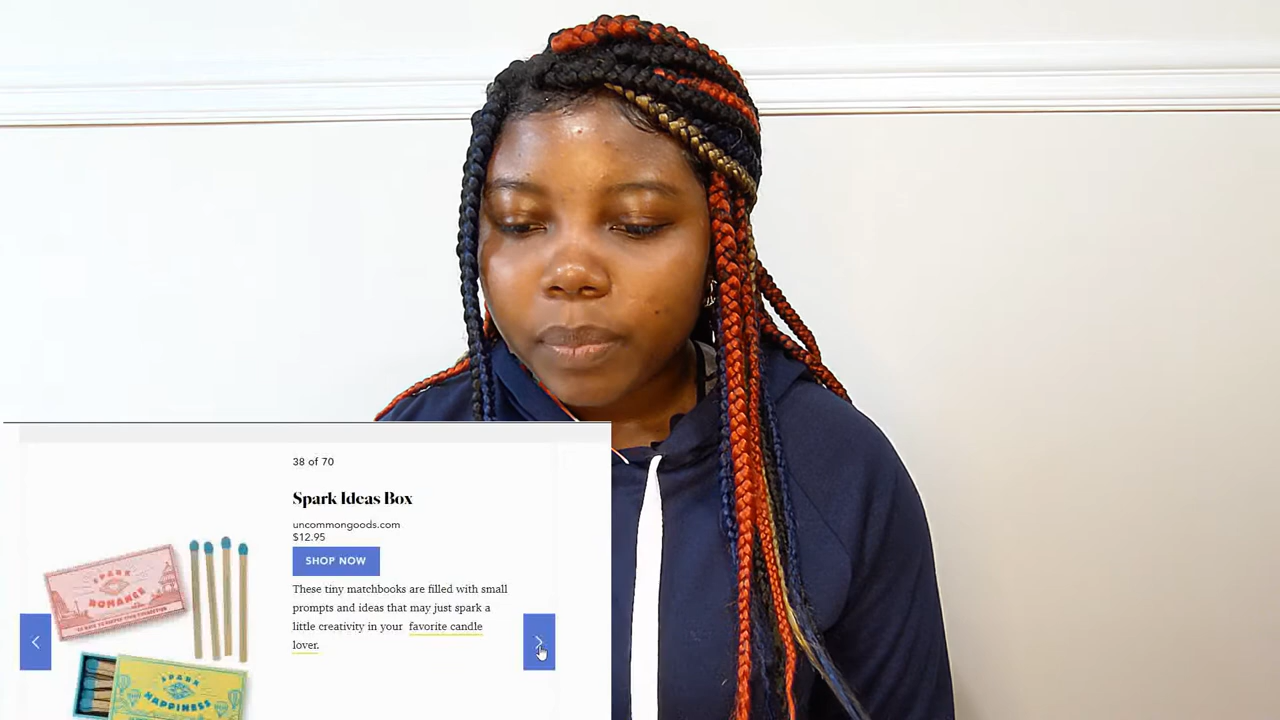 38 of 70
Spark Ideas Box
uncommongoods.com
$12.95
SHOP NOW
These tiny matchbooks are filled with small
prompts and ideas that may just spark a
little creativity in your favorite candle
lover.
SPARK
ROMANCE
SPARK
HAPPINESS